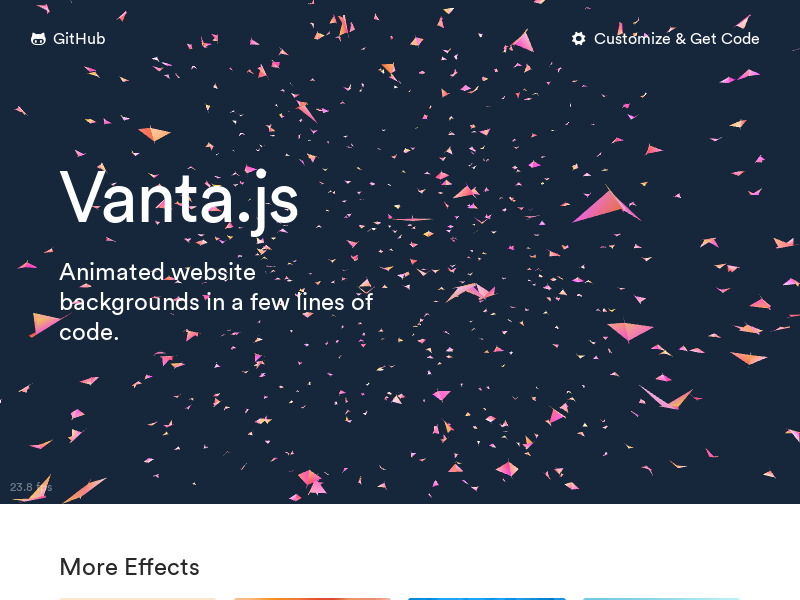 GitHub
Customize & Get Code
Vanta.js
Animated website
backgrounds in a few lines of
code.
23.8 fps
More Effects